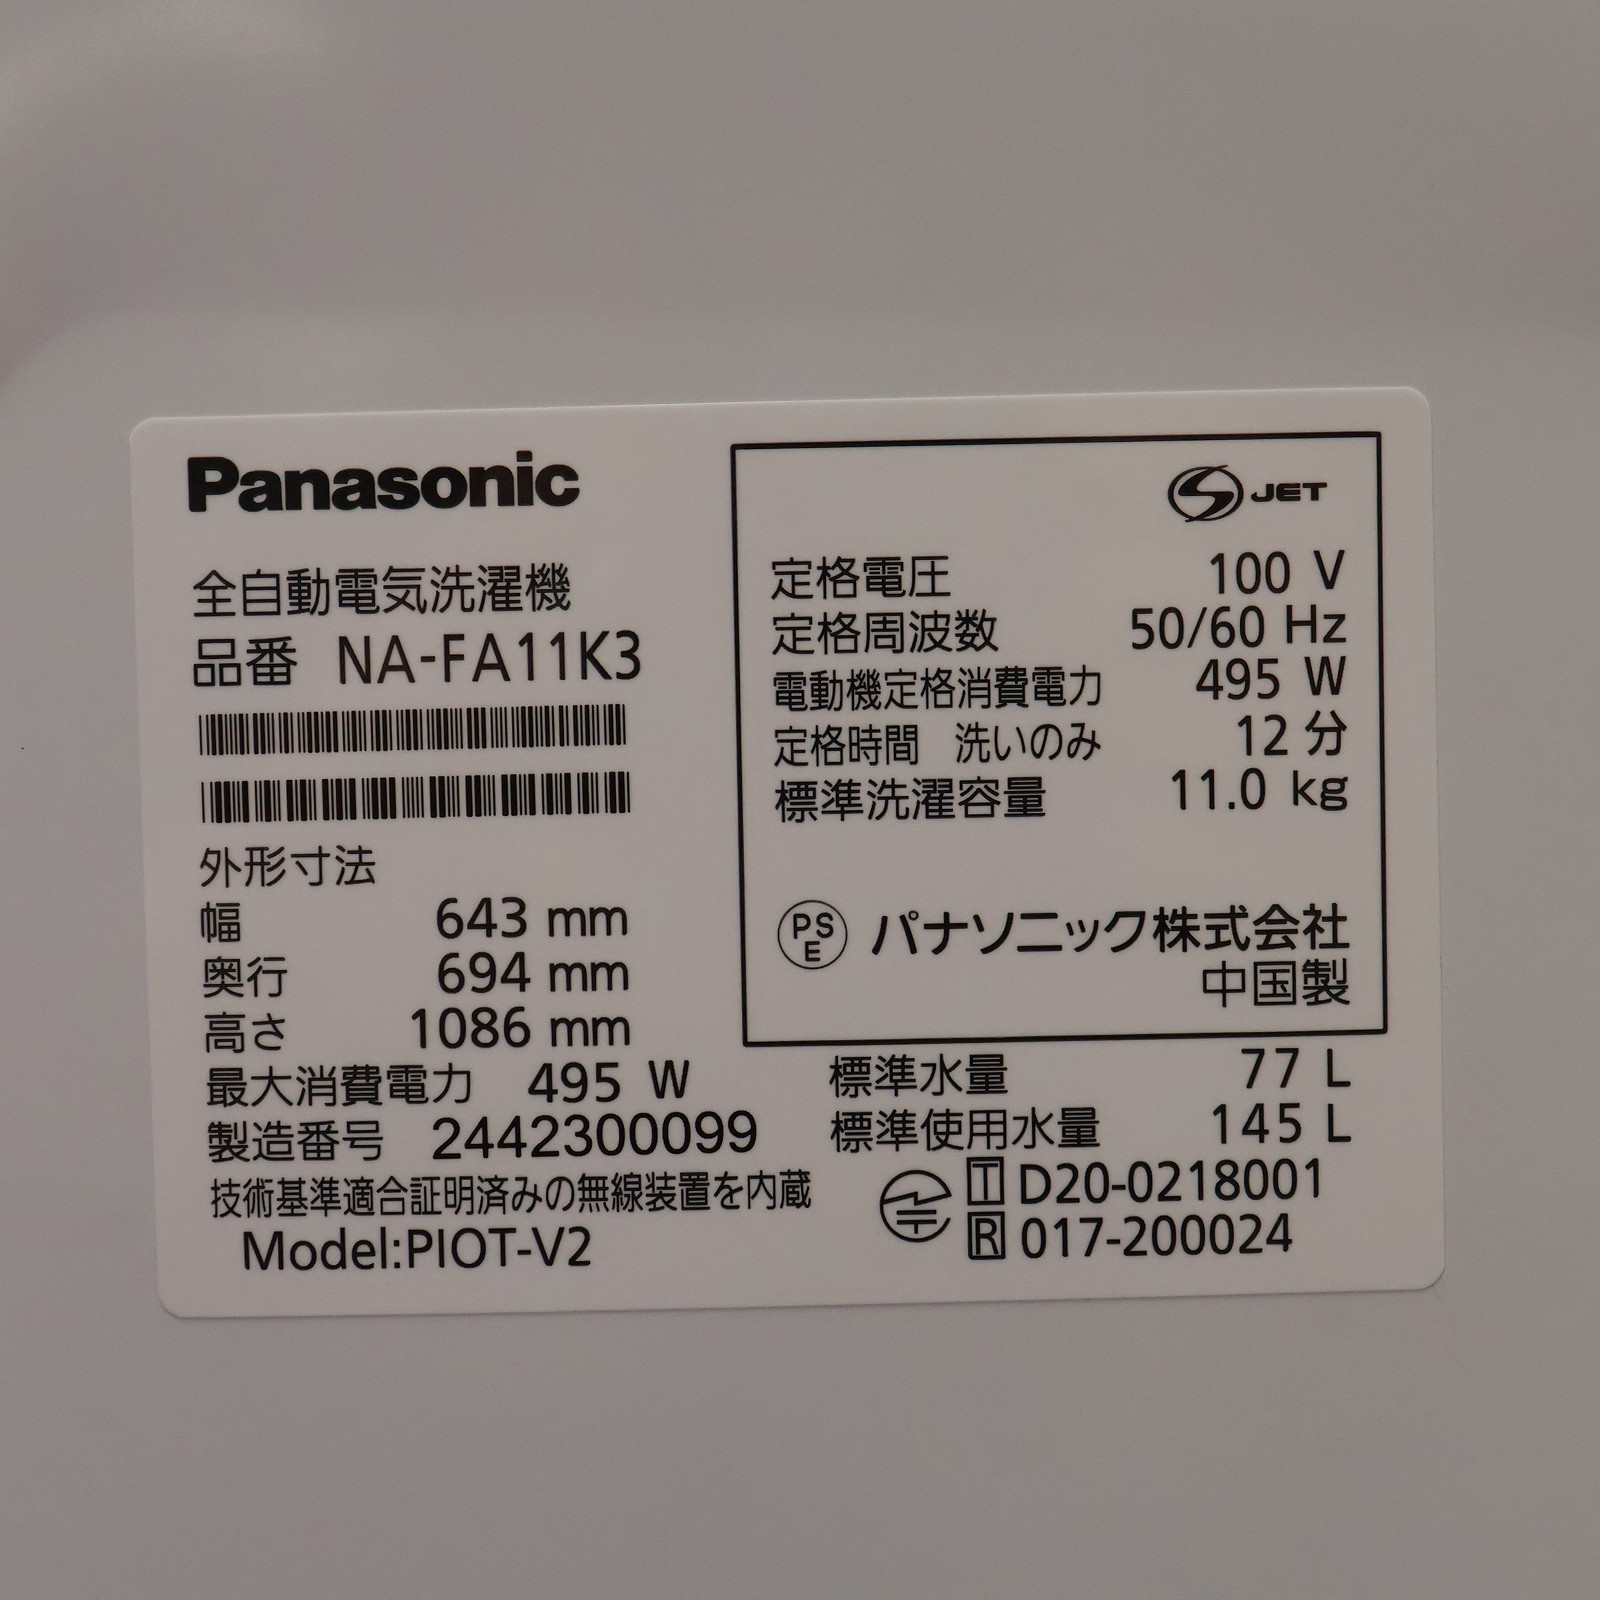 Panasonic
全自動電気洗濯機
品番 NA-FA11K3
外形寸法
幅 643 mm
奥行 694 mm
高さ 1086 mm
最大消費電力 495 W
製造番号 2442300099
技術基準適合証明済みの無線装置を内蔵
Model:PIOT-V2
S JET
定格電圧 100 V
定格周波数 50/60 Hz
電動機定格消費電力 495 W
定格時間 洗いのみ 12 分
標準洗濯容量 11.0 kg
PSE パナソニック株式会社
中国製
標準水量 77 L
標準使用水量 145 L
T D20-0218001
R 017-200024